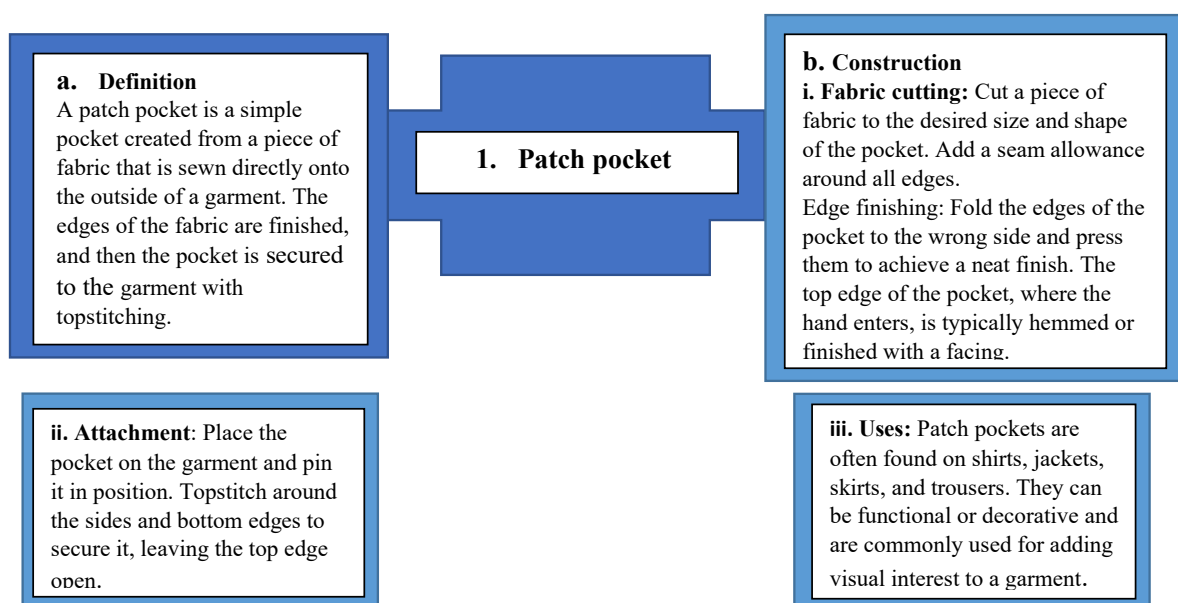 a. Definition
A patch pocket is a simple
pocket created from a piece of
fabric that is sewn directly onto
the outside of a garment. The
edges of the fabric are finished,
and then the pocket is secured
to the garment with
topstitching.
1. Patch pocket
b. Construction
i. Fabric cutting: Cut a piece of
fabric to the desired size and shape
of the pocket. Add a seam allowance
around all edges.
Edge finishing: Fold the edges of the
pocket to the wrong side and press
them to achieve a neat finish. The
top edge of the pocket, where the
hand enters, is typically hemmed or
finished with a facing.
ii. Attachment: Place the
pocket on the garment and pin
it in position. Topstitch around
the sides and bottom edges to
secure it, leaving the top edge
open.
iii. Uses: Patch pockets are
often found on shirts, jackets,
skirts, and trousers. They can
be functional or decorative and
are commonly used for adding
visual interest to a garment.